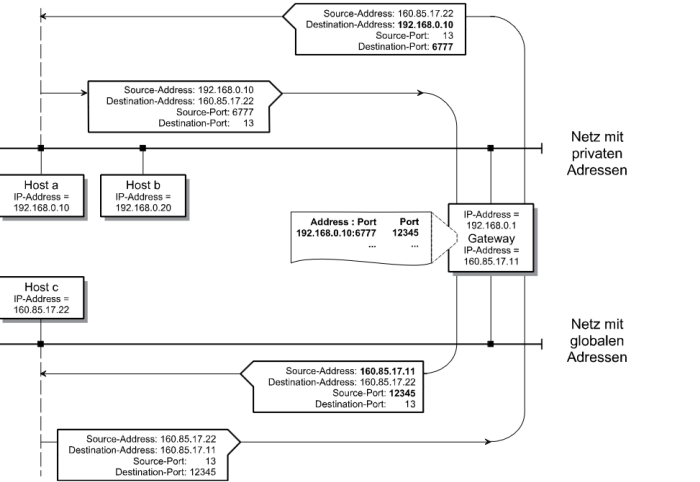 Source-Address: 160.85.17.22
Destination-Address: 192.168.0.10
Source-Port: 13
Destination-Port: 6777
Source-Address: 192.168.0.10
Destination-Address: 160.85.17.22
Source-Port: 6777
Destination-Port: 13
Netz mit
privaten
Adressen
Host a
IP-Address =
192.168.0.10
Host b
IP-Address =
192.168.0.20
Address : Port Port
192.168.0.10:6777 12345
... ...
IP-Address =
192.168.0.1
Gateway
IP-Address =
160.85.17.11
Host c
IP-Address =
160.85.17.22
Netz mit
globalen
Adressen
Source-Address: 160.85.17.11
Destination-Address: 160.85.17.22
Source-Port: 12345
Destination-Port: 13
Source-Address: 160.85.17.22
Destination-Address: 160.85.17.11
Source-Port: 13
Destination-Port: 12345